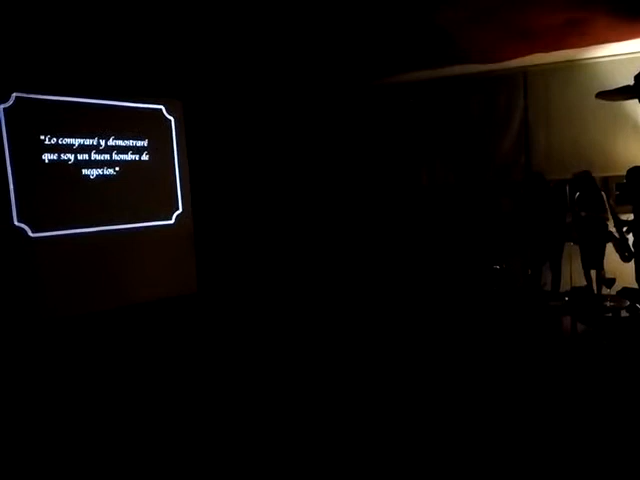 "Lo compraré y demostraré
que soy un buen hombre de
negocios."